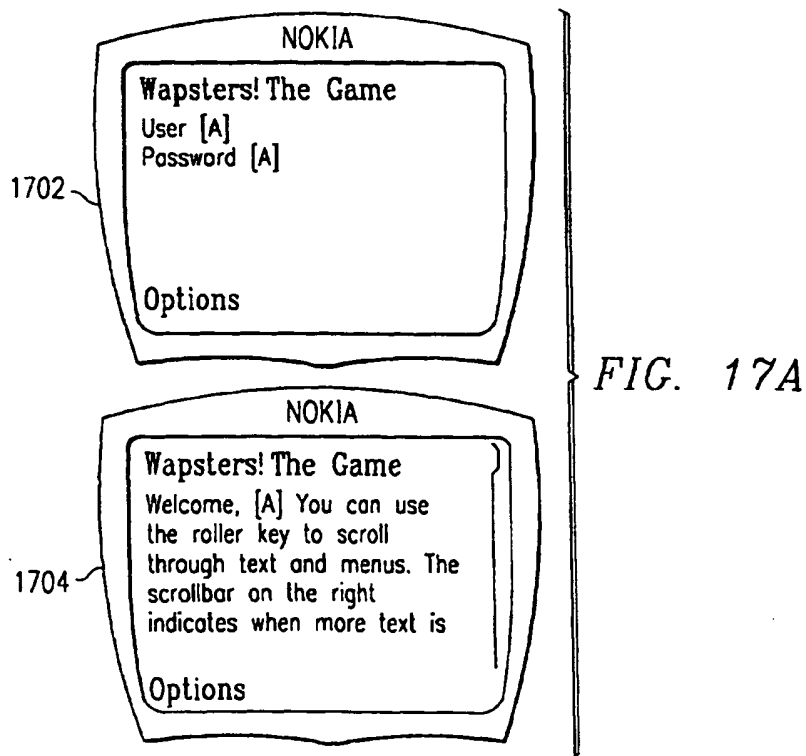 NOKIA
Wapsters! The Game
User [A]
Password [A]
1702
Options
FIG. 17A
NOKIA
Wapsters! The Game
Welcome, [A] You can use
the roller key to scroll
through text and menus. The
scrollbar on the right
indicates when more text is
1704
Options